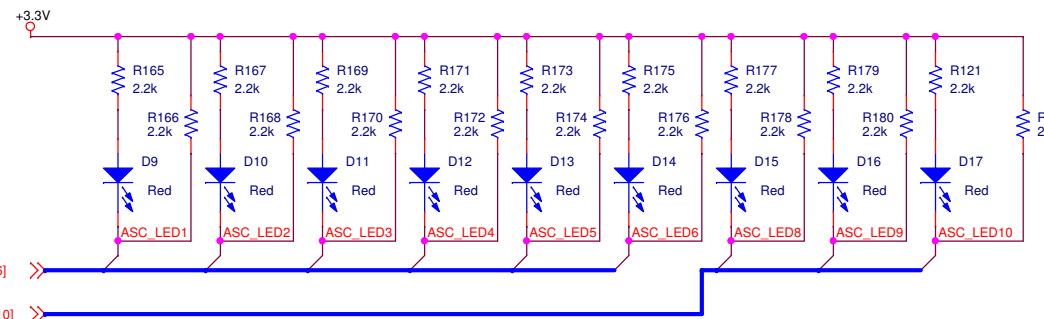 +3.3V
R165
2.2k
R167
2.2k
R169
2.2k
R171
2.2k
R173
2.2k
R175
2.2k
R177
2.2k
R179
2.2k
R121
2.2k
R166
2.2k
R168
2.2k
R170
2.2k
R172
2.2k
R174
2.2k
R176
2.2k
R178
2.2k
R180
2.2k
R
2
D9
Red
D10
Red
D11
Red
D12
Red
D13
Red
D14
Red
D15
Red
D16
Red
D17
Red
ASC_LED1
ASC_LED2
ASC_LED3
ASC_LED4
ASC_LED5
ASC_LED6
ASC_LED8
ASC_LED9
ASC_LED10
6]
10]